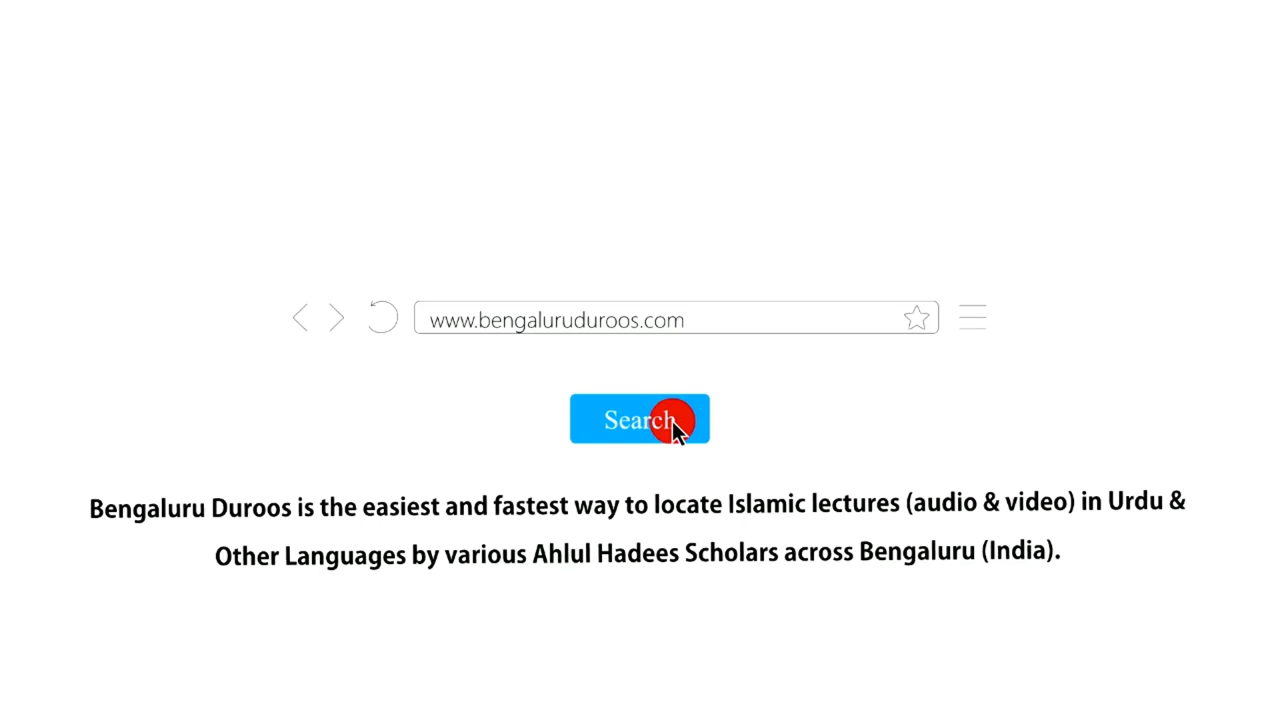 www.bengaluruduroos.com
Search
Bengaluru Duroos is the easiest and fastest way to locate Islamic lectures (audio & video) in Urdu &
Other Languages by various Ahlul Hadees Scholars across Bengaluru (India).